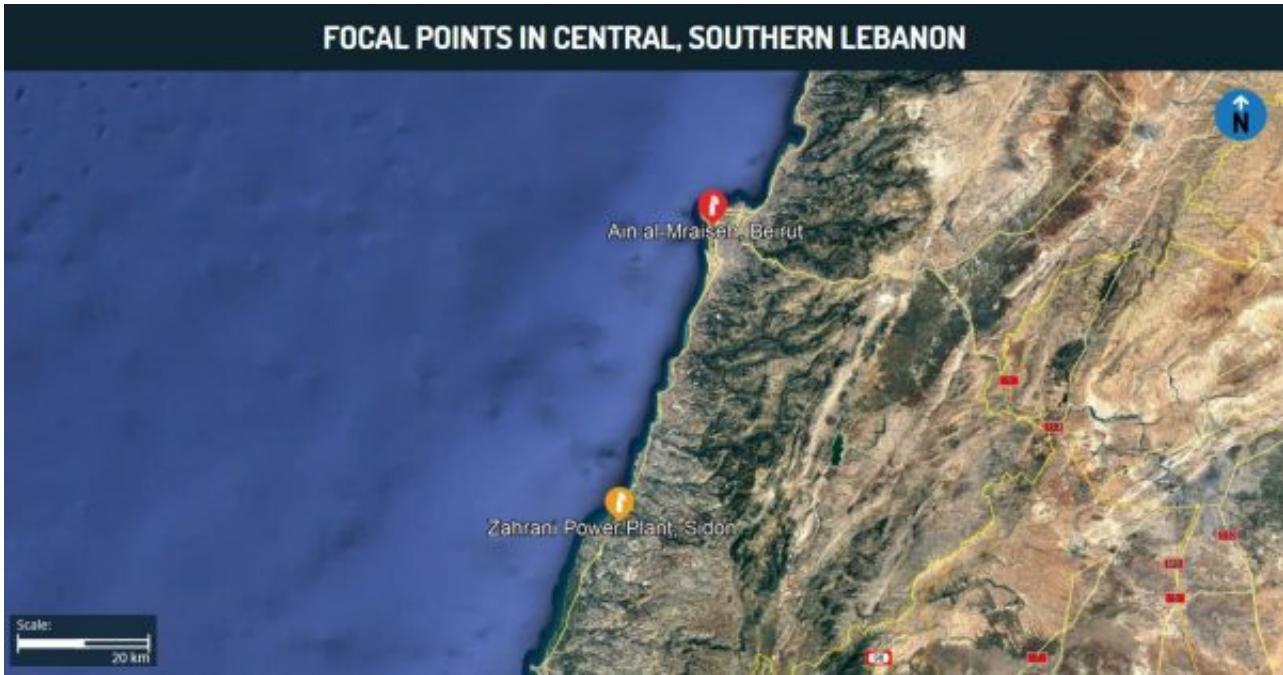 FOCAL POINTS IN CENTRAL, SOUTHERN LEBANON
N
Ain al-Mraiseh, Beirut
Zahrani Power Plant, Sidon
Scale:
20 km